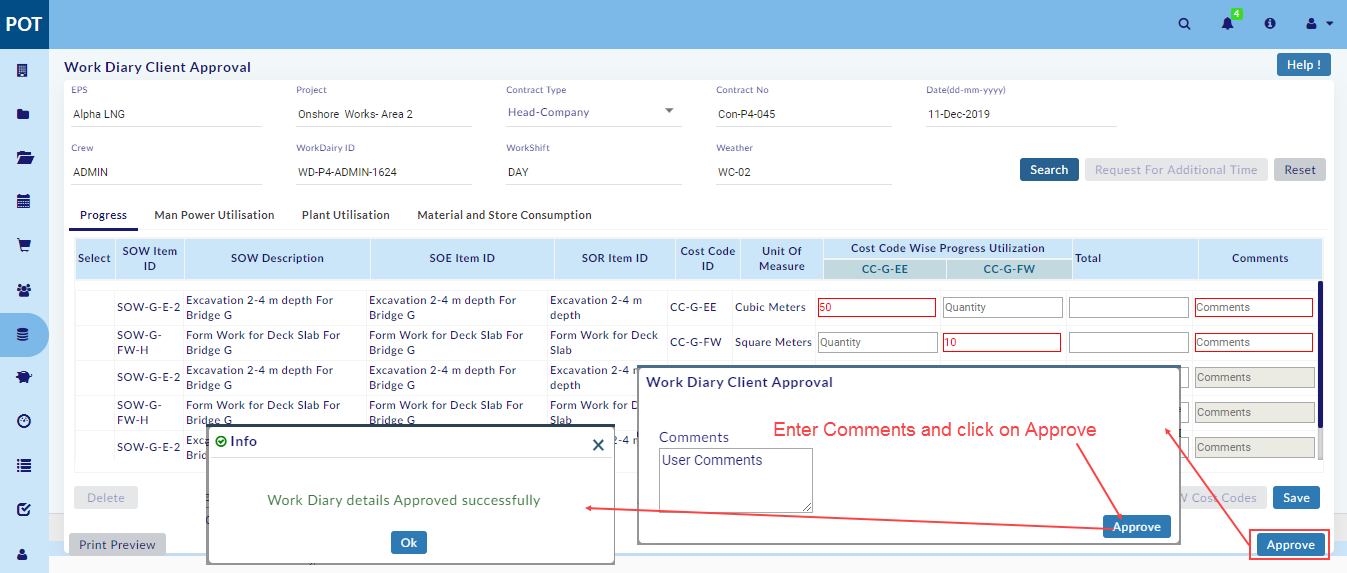 POT
4
Work Diary Client Approval
Help !
EPS
Project
Contract Type
Contract No
Date(dd-mm-yyyy)
Alpha LNG
Onshore Works- Area 2
Head-Company
Con-P4-045
11-Dec-2019
Crew
WorkDairy ID
WorkShift
Weather
ADMIN
WD-P4-ADMIN-1624
DAY
WC-02
Search
Request For Additional Time
Reset
Progress
Man Power Utilisation
Plant Utilisation
Material and Store Consumption
Select
SOW Item
ID
SOW Description
SOE Item ID
SOR Item ID
Cost Code
ID
Unit Of
Measure
Cost Code Wise Progress Utilization
CC-G-EE
CC-G-FW
Total
Comments
SOW-G-E-2
Excavation 2-4 m depth For
Bridge G
Excavation 2-4 m depth For
Bridge G
Excavation 2-4 m
depth
CC-G-EE
Cubic Meters
50
Quantity
Comments
SOW-G-
FW-H
Form Work for Deck Slab For
Bridge G
Form Work for Deck Slab For
Bridge G
Form Work for Deck
Slab
CC-G-FW
Square Meters
Quantity
10
Comments
SOW-G-E-2
Excavation 2-4 m depth For
Bridge G
Excavation 2-4 m depth For
Bridge G
Excavation 2-4 m
depth
Comments
SOW-G-
FW-H
Form Work for Deck Slab For
Bridge G
Form Work for Deck Slab For
Bridge G
Form Work for
Slab
Comments
SOW-G-E-2
Comments
Work Diary Client Approval
Enter Comments and click on Approve
Comments
User Comments
Approve
Info
Work Diary details Approved successfully
Ok
Delete
Cost Codes
Save
Print Preview
Approve